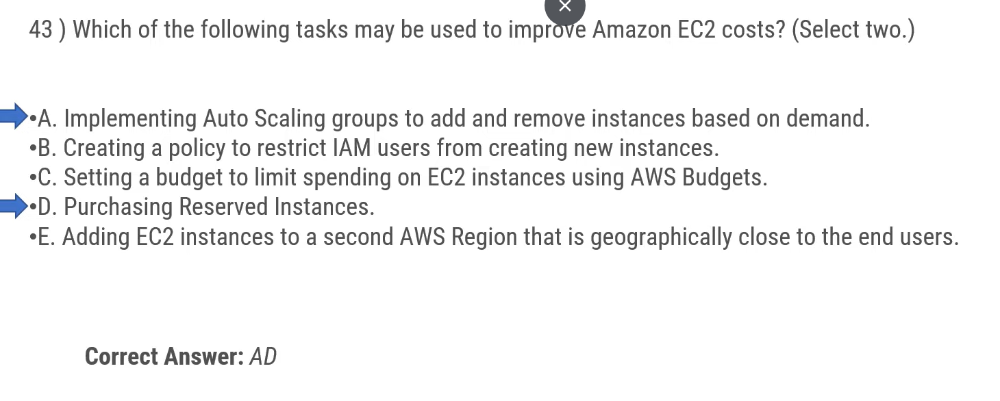 43 ) Which of the following tasks may be used to improve Amazon EC2 costs? (Select two.)
•A. Implementing Auto Scaling groups to add and remove instances based on demand.
•B. Creating a policy to restrict IAM users from creating new instances.
•C. Setting a budget to limit spending on EC2 instances using AWS Budgets.
•D. Purchasing Reserved Instances.
•E. Adding EC2 instances to a second AWS Region that is geographically close to the end users.
Correct Answer: AD